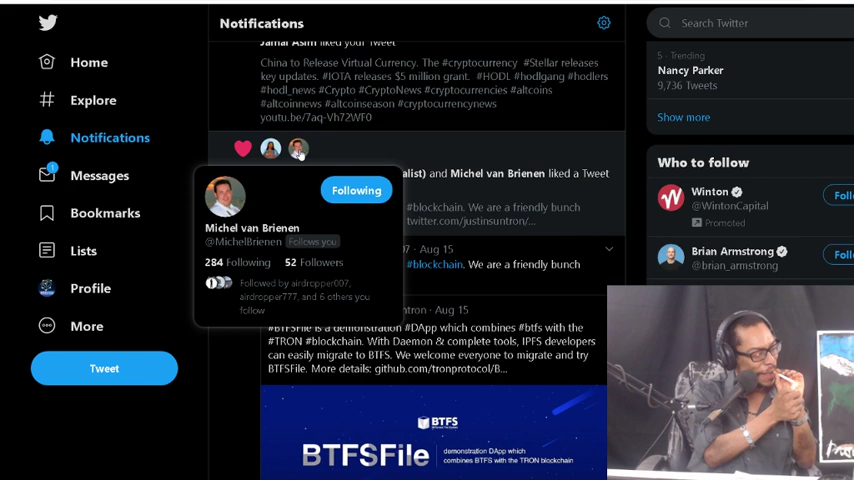 Home
Explore
Notifications
1
Messages
Bookmarks
Lists
Profile
More
Tweet
Notifications
Jamal Asim liked your Tweet
China to Release Virtual Currency. The #cryptocurrency #Stellar releases
key updates. #IOTA releases $5 million grant. #HODL #hodlgang #hodlers
#hodl_news #Crypto #CryptoNews #cryptocurrencies #altcoins
#altcoinnews #altcoinseason #cryptocurrencynews
youtu.be/7aq-Vh72WF0
alist) and Michel van Brienen liked a Tweet
#blockchain. We are a friendly bunch
twitter.com/justinsuntron/...
07 · Aug 15
#blockchain. We are a friendly bunch
ntron · Aug 15
#BTFSFile is a demonstration #DApp which combines #btfs with the
#TRON #blockchain. With Daemon & complete tools, IPFS developers
can easily migrate to BTFS. We welcome everyone to migrate and try
BTFSFile. More details: github.com/tronprotocol/B...
BTFS
BTFSFile
demonstration DApp which
combines BTFS with the TRON blockchain
Following
Michel van Brienen
@MichelBrienen Follows you
284 Following 52 Followers
Followed by airdropper007,
airdropper777, and 6 others you
follow
Search Twitter
5 · Trending
Nancy Parker
9,736 Tweets
Show more
Who to follow
Winton
@WintonCapital
Promoted
Foll
Brian Armstrong
@brian_armstrong
Foll